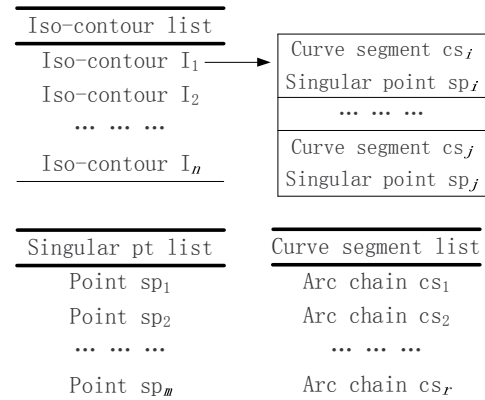 Iso-contour list
Iso-contour I₁
Iso-contour I₂
... ... ...
Iso-contour Iₙ
Curve segment csᵢ
Singular point spᵢ
... ... ...
Curve segment csⱼ
Singular point spⱼ
Singular pt list
Point sp₁
Point sp₂
... ... ...
Point spₘ
Curve segment list
Arc chain cs₁
Arc chain cs₂
... ... ...
Arc chain csᵣ